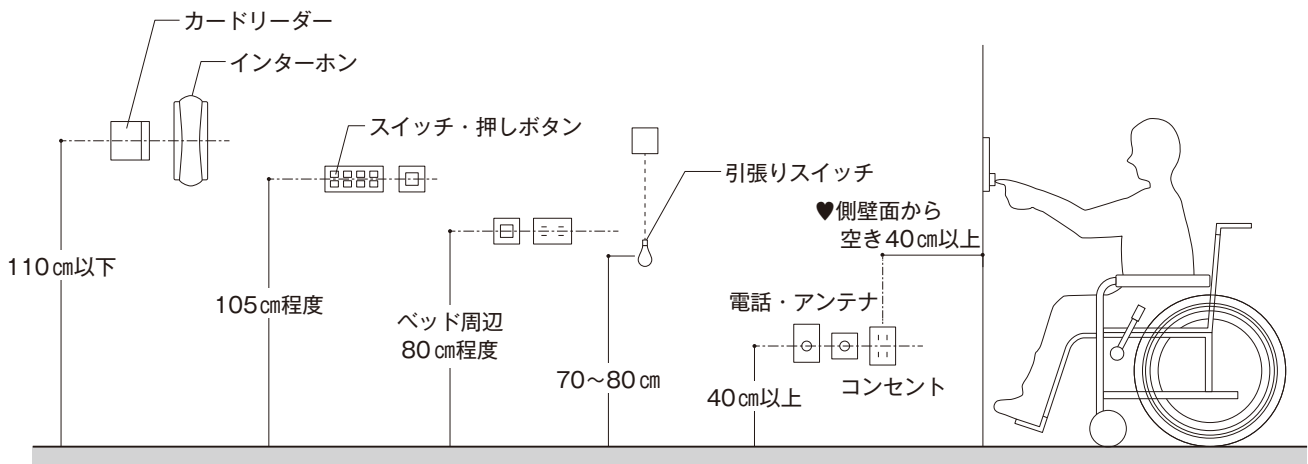 カードリーダー
インターホン
スイッチ・押しボタン
引張りスイッチ
♥側壁面から
空き40㎝以上
110㎝以下
105㎝程度
ベッド周辺
80㎝程度
70〜80㎝
電話・アンテナ
40㎝以上
コンセント